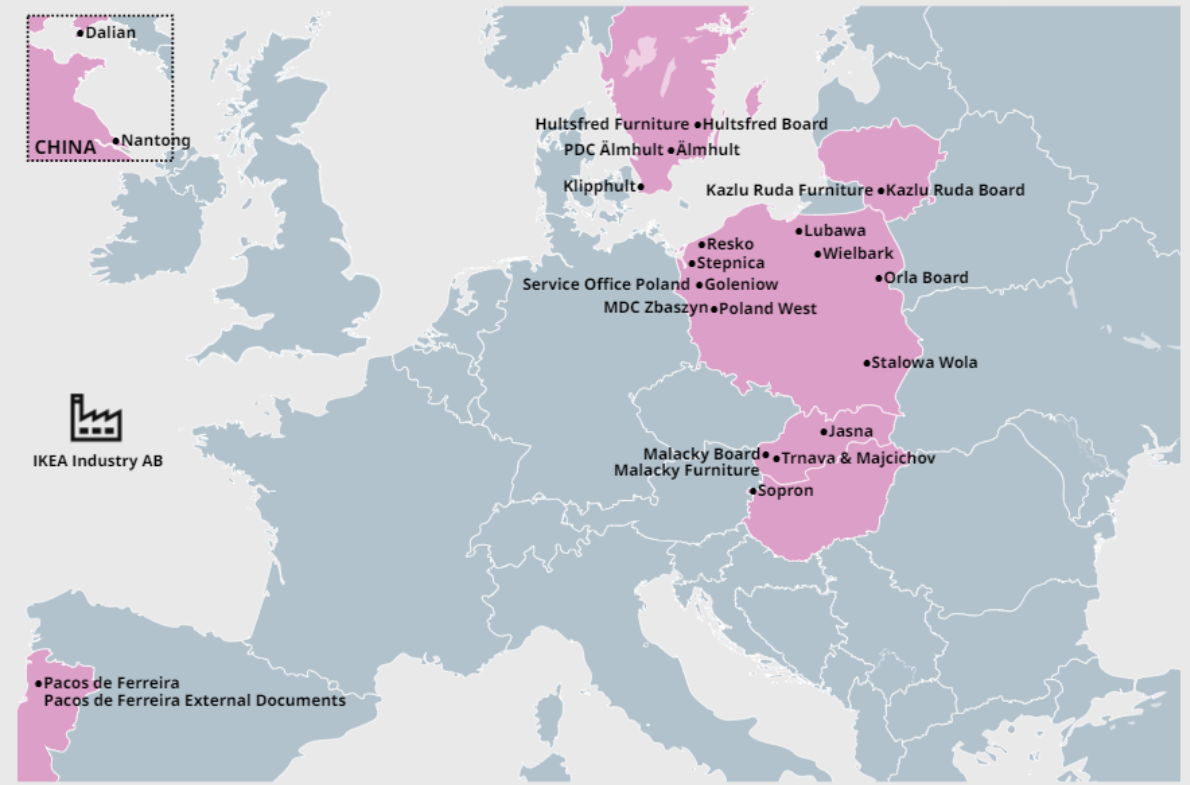 Dalian
Nantong
CHINA
Hultsfred Furniture
Hultsfred Board
PDC Älmhult
Älmhult
Klipphult
Kazlu Ruda Furniture
Kazlu Ruda Board
Lubawa
Resko
Wielbark
Stepnica
Orla Board
Service Office Poland
Goleniow
MDC Zbaszyn
Poland West
Stalowa Wola
IKEA Industry AB
Jasna
Malacky Board
Trnava & Majcichov
Malacky Furniture
Sopron
Pacos de Ferreira
Pacos de Ferreira External Documents